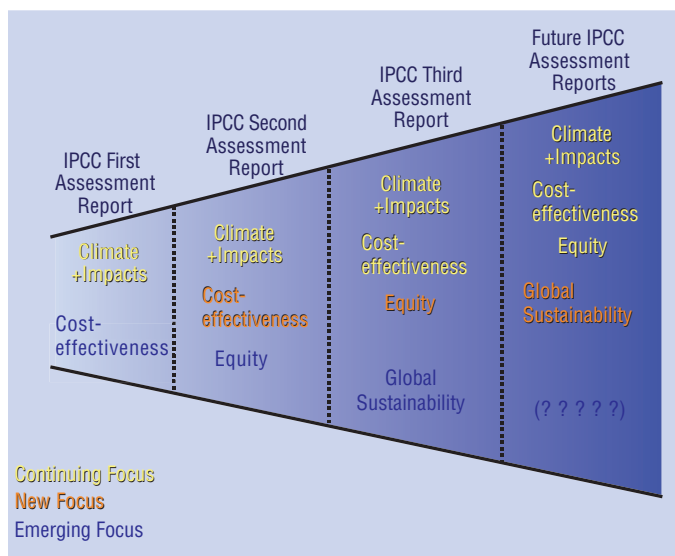 IPCC First
Assessment
Report
Climate
+Impacts
Cost-
effectiveness
IPCC Second
Assessment
Report
Climate
+Impacts
Cost-
effectiveness
Equity
IPCC Third
Assessment
Report
Climate
+Impacts
Cost-
effectiveness
Equity
Global
Sustainability
Future IPCC
Assessment
Reports
Climate
+Impacts
Cost-
effectiveness
Equity
Global
Sustainability
(? ? ? ? ?)
Continuing Focus
New Focus
Emerging Focus